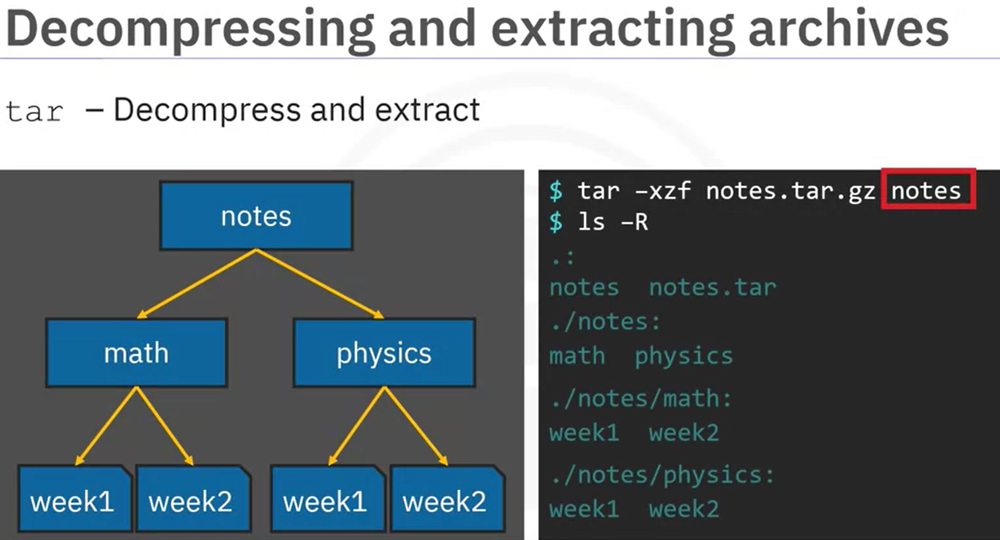 Decompressing and extracting archives
tar – Decompress and extract
notes
math physics
week1 week2 week1 week2
$ tar –xzf notes.tar.gz notes
$ ls –R
.:
notes notes.tar
./notes:
math physics
./notes/math:
week1 week2
./notes/physics:
week1 week2